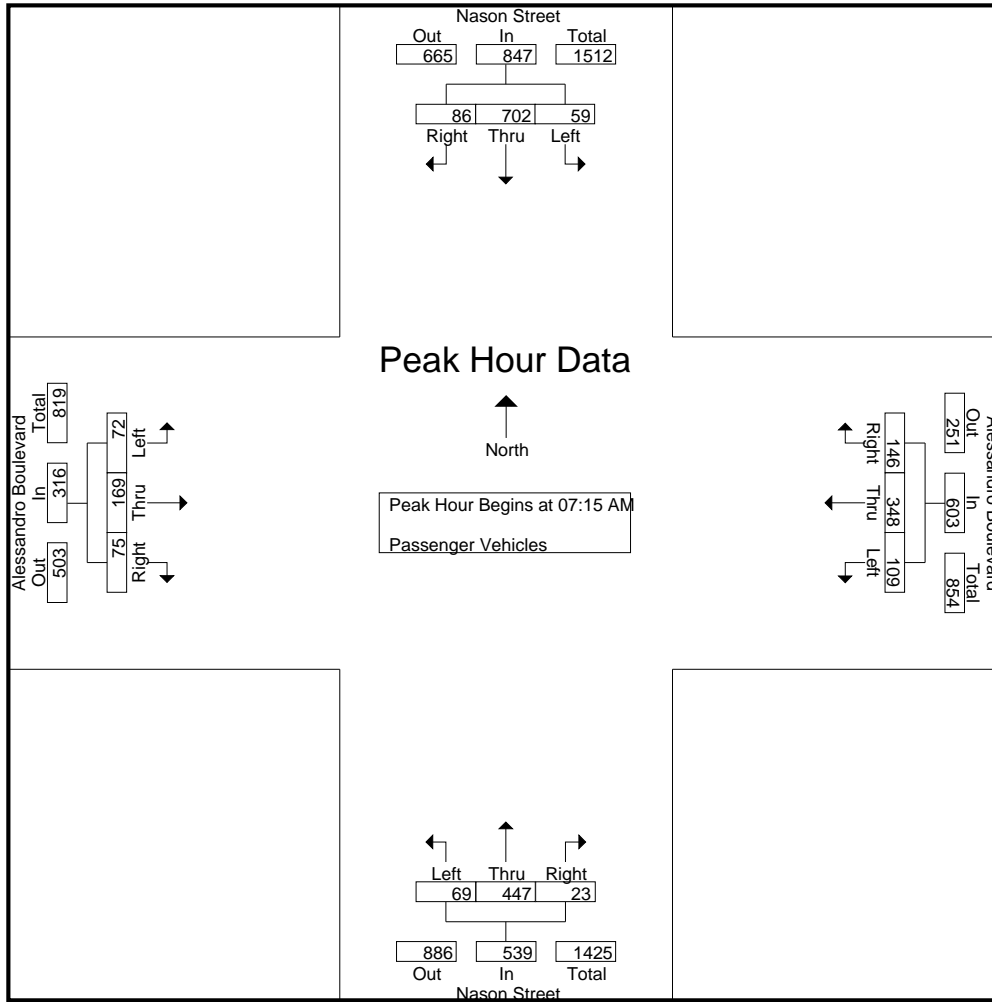 Nason Street
Out In Total
665 847 1512
86 702 59
Right Thru Left
Peak Hour Data
North
Peak Hour Begins at 07:15 AM
Passenger Vehicles
Alessandro Boulevard
Out In Total
503 316 819
72 169 75
Left Thru Right
Alessandro Boulevard
Out In Total
251 603 854
146 348 109
Right Thru Left
Left Thru Right
69 447 23
886 539 1425
Out In Total
Nason Street